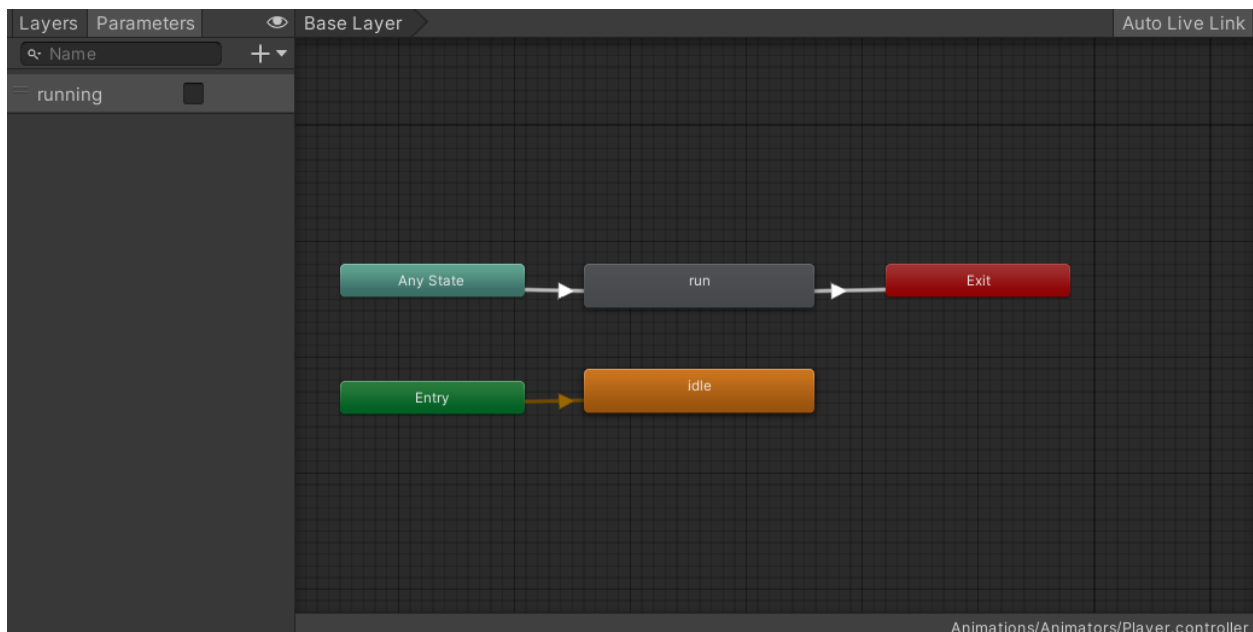 Layers Parameters Base Layer Auto Live Link
Name
running
Any State run Exit
idle
Entry
Animations/Animators/Player.controller